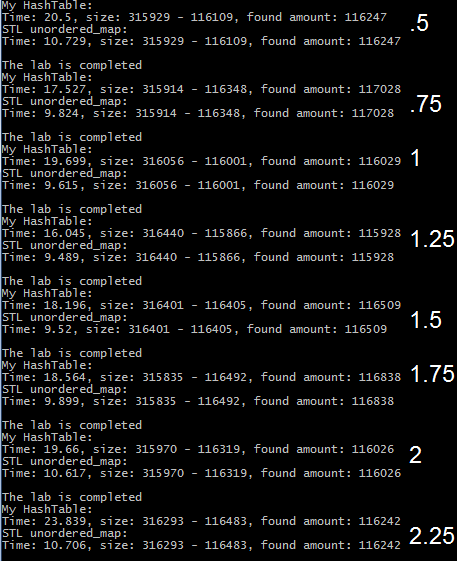 My HashTable:
Time: 20.5, size: 315929 - 116109, found amount: 116247
.5
STL unordered_map:
Time: 10.729, size: 315929 - 116109, found amount: 116247
The lab is completed
My HashTable:
Time: 17.527, size: 315914 - 116348, found amount: 117028
.75
STL unordered_map:
Time: 9.824, size: 315914 - 116348, found amount: 117028
The lab is completed
My HashTable:
Time: 19.699, size: 316056 - 116001, found amount: 116029
1
STL unordered_map:
Time: 9.615, size: 316056 - 116001, found amount: 116029
The lab is completed
My HashTable:
Time: 16.045, size: 316440 - 115866, found amount: 115928
1.25
STL unordered_map:
Time: 9.489, size: 316440 - 115866, found amount: 115928
The lab is completed
My HashTable:
Time: 18.196, size: 316401 - 116405, found amount: 116509
1.5
STL unordered_map:
Time: 9.52, size: 316401 - 116405, found amount: 116509
The lab is completed
My HashTable:
Time: 18.564, size: 315835 - 116492, found amount: 116838
1.75
STL unordered_map:
Time: 9.899, size: 315835 - 116492, found amount: 116838
The lab is completed
My HashTable:
Time: 19.66, size: 315970 - 116319, found amount: 116026
2
STL unordered_map:
Time: 10.617, size: 315970 - 116319, found amount: 116026
The lab is completed
My HashTable:
Time: 23.839, size: 316293 - 116483, found amount: 116242
2.25
STL unordered_map:
Time: 10.706, size: 316293 - 116483, found amount: 116242